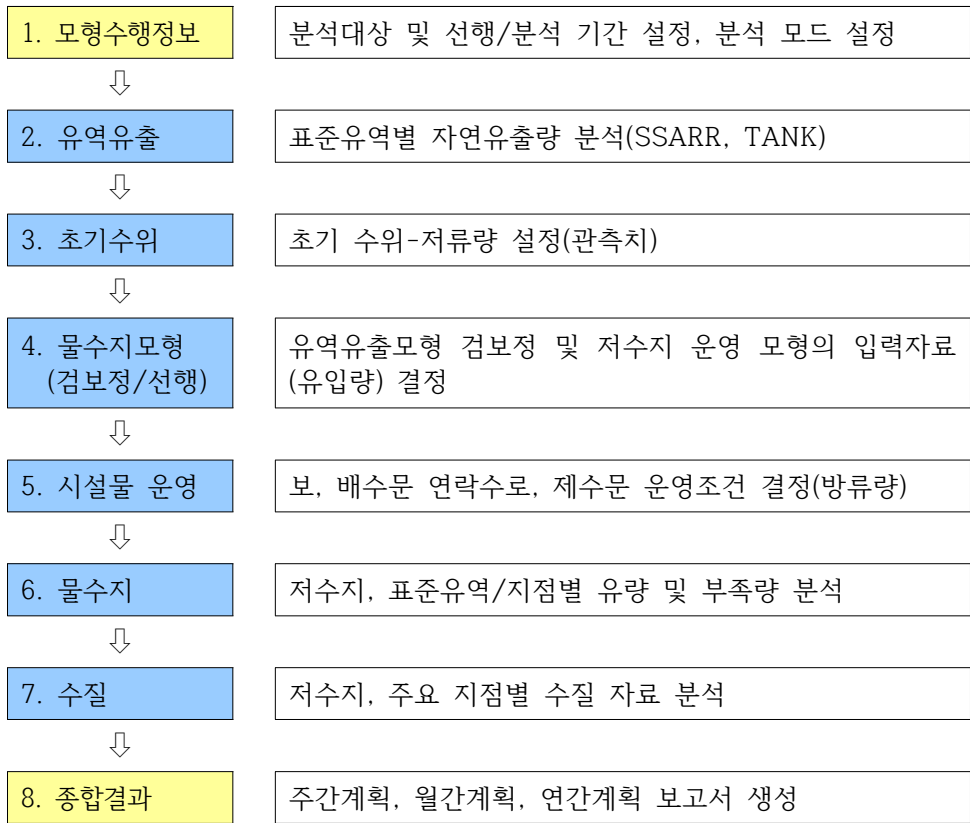 1. 모형수행정보
분석대상 및 선행/분석 기간 설정, 분석 모드 설정
⇩
2. 유역유출
표준유역별 자연유출량 분석(SSARR, TANK)
⇩
3. 초기수위
초기 수위-저류량 설정(관측치)
⇩
4. 물수지모형
(검보정/선행)
유역유출모형 검보정 및 저수지 운영 모형의 입력자료
(유입량) 결정
⇩
5. 시설물 운영
보, 배수문 연락수로, 제수문 운영조건 결정(방류량)
⇩
6. 물수지
저수지, 표준유역/지점별 유량 및 부족량 분석
⇩
7. 수질
저수지, 주요 지점별 수질 자료 분석
⇩
8. 종합결과
주간계획, 월간계획, 연간계획 보고서 생성